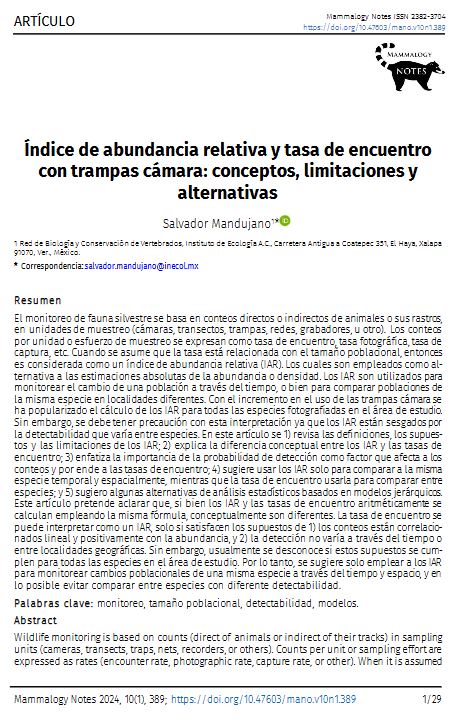 ARTÍCULO
Mammalogy Notes ISSN 2382-3704
https://doi.org/10.47603/mano.v10n1.389
MAMMALOGY
NOTES
Índice de abundancia relativa y tasa de encuentro
con trampas cámara: conceptos, limitaciones y
alternativas
Salvador Mandujano¹*
1 Red de Biología y Conservación de Vertebrados, Instituto de Ecología A.C., Carretera Antigua a Coatepec 351, El Haya, Xalapa
91070, Ver., México.
* Correspondencia: salvador.mandujano@inecol.mx
Resumen
El monitoreo de fauna silvestre se basa en conteos directos o indirectos de animales o sus rastros,
en unidades de muestreo (cámaras, transectos, trampas, redes, grabadores, u otro). Los conteos
por unidad o esfuerzo de muestreo se expresan como tasa de encuentro, tasa fotográfica, tasa de
captura, etc. Cuando se asume que la tasa está relacionada con el tamaño poblacional, entonces
es considerada como un índice de abundancia relativa (IAR). Los cuales son empleados como al-
ternativa a las estimaciones absolutas de la abundancia o densidad. Los IAR son utilizados para
monitorear el cambio de una población a través del tiempo, o bien para comparar poblaciones de
la misma especie en localidades diferentes. Con el incremento en el uso de las trampas cámara se
ha popularizado el cálculo de los IAR para todas las especies fotografiadas en el área de estudio.
Sin embargo, se debe tener precaución con esta interpretación ya que los IAR están sesgados por
la detectabilidad que varía entre especies. En este artículo se 1) revisa las definiciones, los supues-
tos y las limitaciones de los IAR; 2) explica la diferencia conceptual entre los IAR y las tasas de
encuentro; 3) enfatiza la importancia de la probabilidad de detección como factor que afecta a los
conteos y por ende a las tasas de encuentro; 4) sugiere usar los IAR solo para comparar a la misma
especie temporal y espacialmente, mientras que la tasa de encuentro usarla para comparar entre
especies; y 5) sugiero algunas alternativas de análisis estadísticos basados en modelos jerárquicos.
Este artículo pretende aclarar que, si bien los IAR y las tasas de encuentro aritméticamente se
calculan empleando la misma fórmula, conceptualmente son diferentes. La tasa de encuentro se
puede interpretar como un IAR, solo si satisfacen los supuestos de 1) los conteos están correlacio-
nados lineal y positivamente con la abundancia, y 2) la detección no varía a través del tiempo o
entre localidades geográficas. Sin embargo, usualmente se desconoce si estos supuestos se cum-
plen para todas las especies en el área de estudio. Por lo tanto, se sugiere solo emplear a los IAR
para monitorear cambios poblacionales de una misma especie a través del tiempo y espacio, y en
lo posible evitar comparar entre especies con diferente detectabilidad.
Palabras clave: monitoreo, tamaño poblacional, detectabilidad, modelos.
Abstract
Wildlife monitoring is based on counts (direct of animals or indirect of their tracks) in sampling
units (cameras, transects, traps, nets, recorders, or others). Counts per unit or sampling effort are
expressed as rates (encounter rate, photographic rate, capture rate, or other). When it is assumed
Mammalogy Notes 2024, 10(1), 389; https://doi.org/10.47603/mano.v10n1.389
1/29